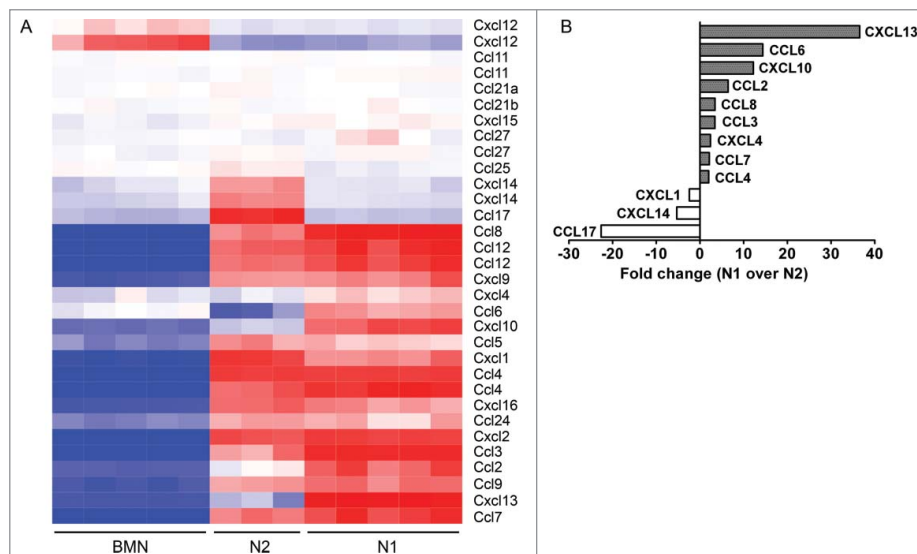 A
Cxcl12
Cxcl12
Ccl11
Ccl11
Ccl21a
Ccl21b
Cxcl15
Ccl27
Ccl27
Ccl25
Cxcl14
Cxcl14
Ccl17
Ccl8
Ccl12
Ccl12
Cxcl9
Cxcl4
Ccl6
Cxcl10
Ccl5
Cxcl1
Ccl4
Ccl4
Cxcl16
Ccl24
Cxcl2
Ccl3
Ccl2
Ccl9
Cxcl13
Ccl7
BMN N2 N1
B
CXCL13
CCL6
CXCL10
CCL2
CCL8
CCL3
CXCL4
CCL7
CCL4
CXCL1
CXCL14
CCL17
-30 -20 -10 0 10 20 30 40
Fold change (N1 over N2)